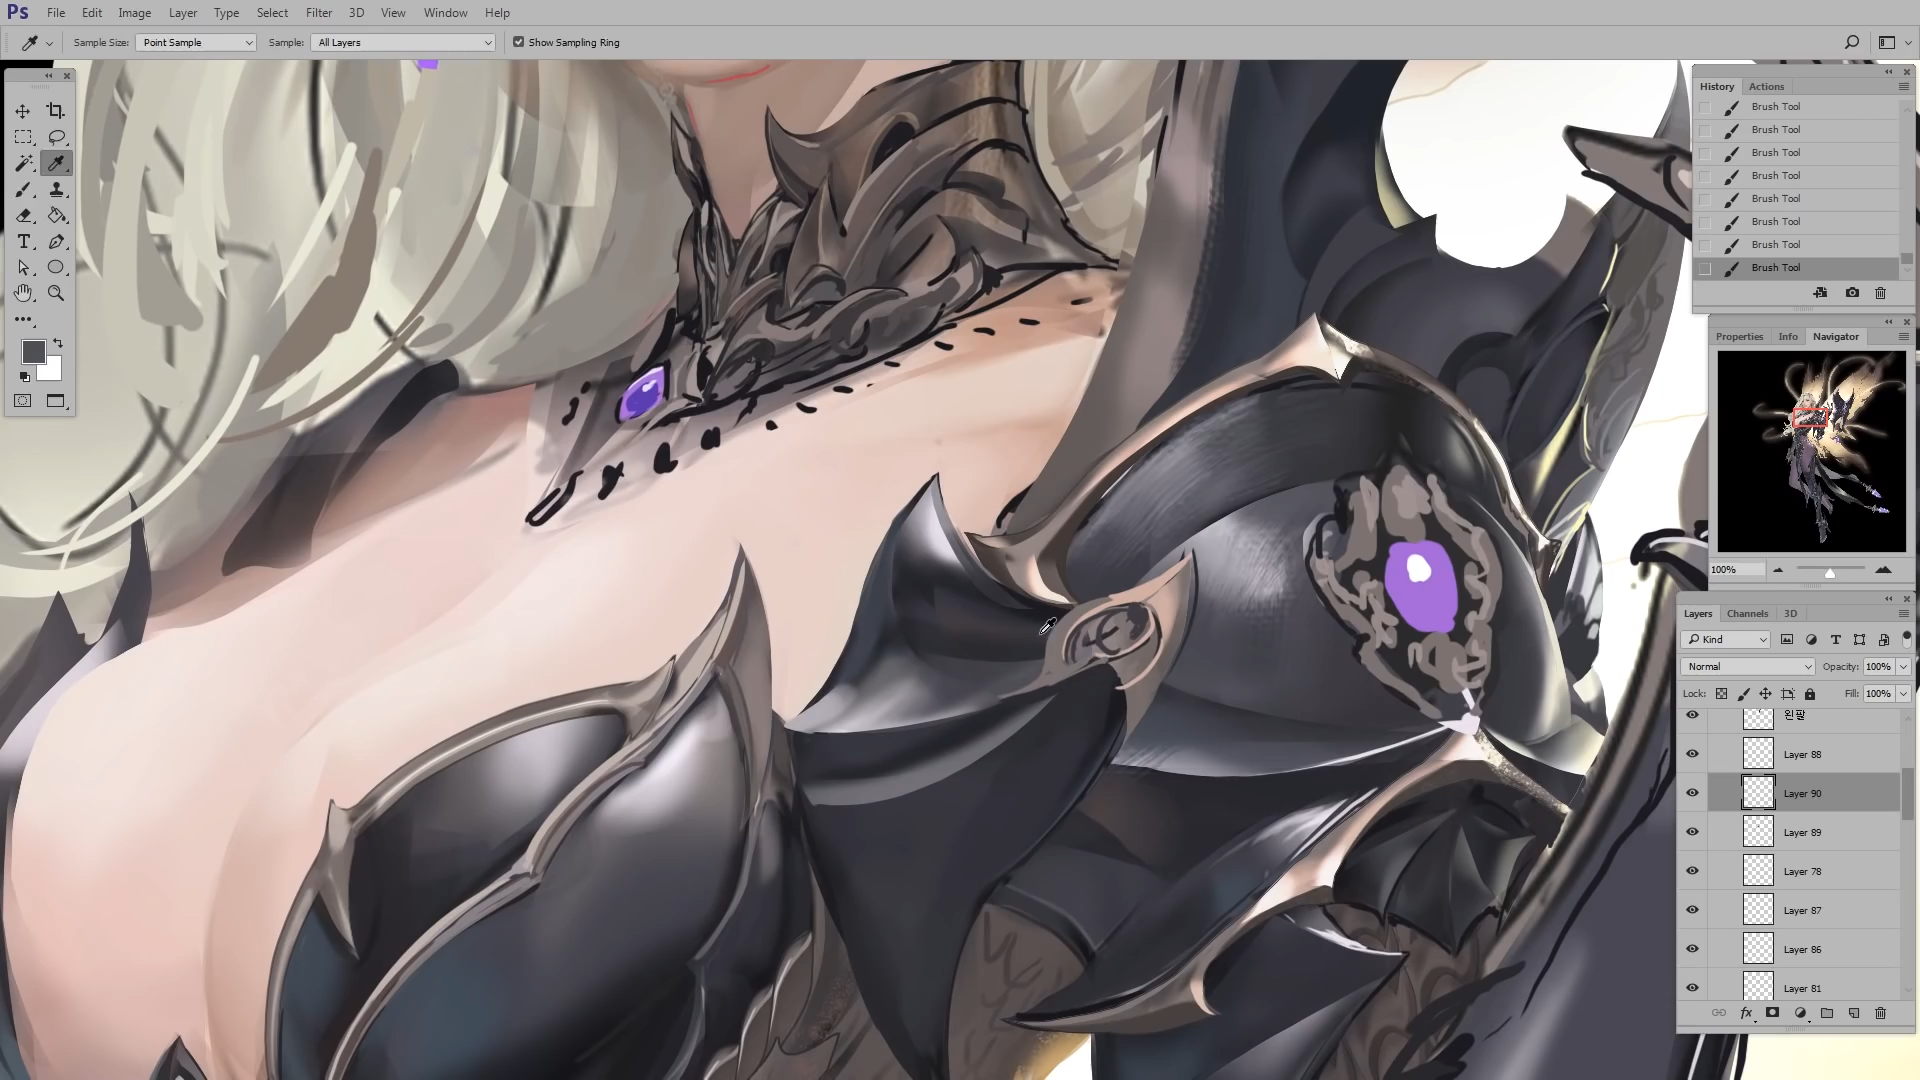 Ps File Edit Image Layer Type Select Filter 3D View Window Help
Sample Size: Point Sample Sample: All Layers Show Sampling Ring
History Actions
Brush Tool
Brush Tool
Brush Tool
Brush Tool
Brush Tool
Brush Tool
Brush Tool
Brush Tool
Properties Info Navigator
100%
Layers Channels 3D
Kind
Normal Opacity: 100%
Lock: Fill: 100%
왼팔
Layer 88
Layer 90
Layer 89
Layer 78
Layer 87
Layer 86
Layer 81
fx